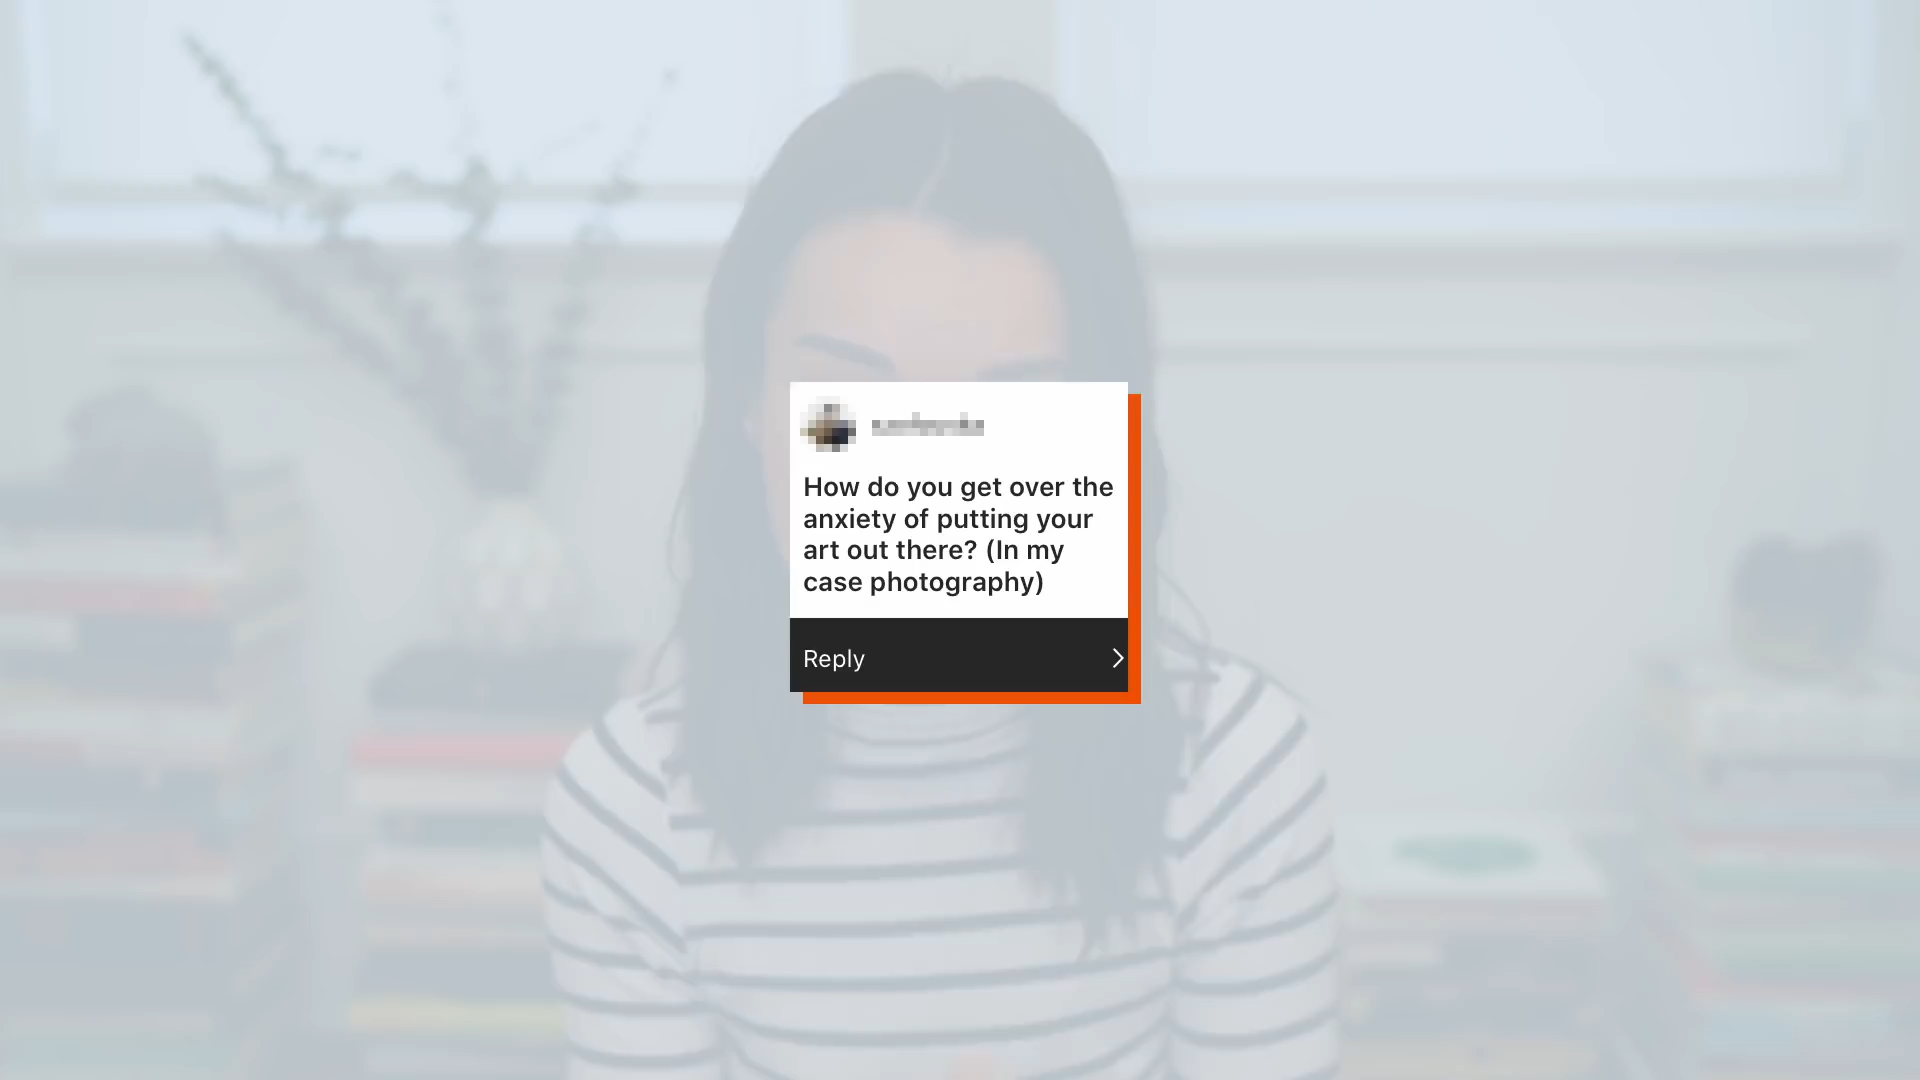 How do you get over the
anxiety of putting your
art out there? (In my
case photography)
Reply